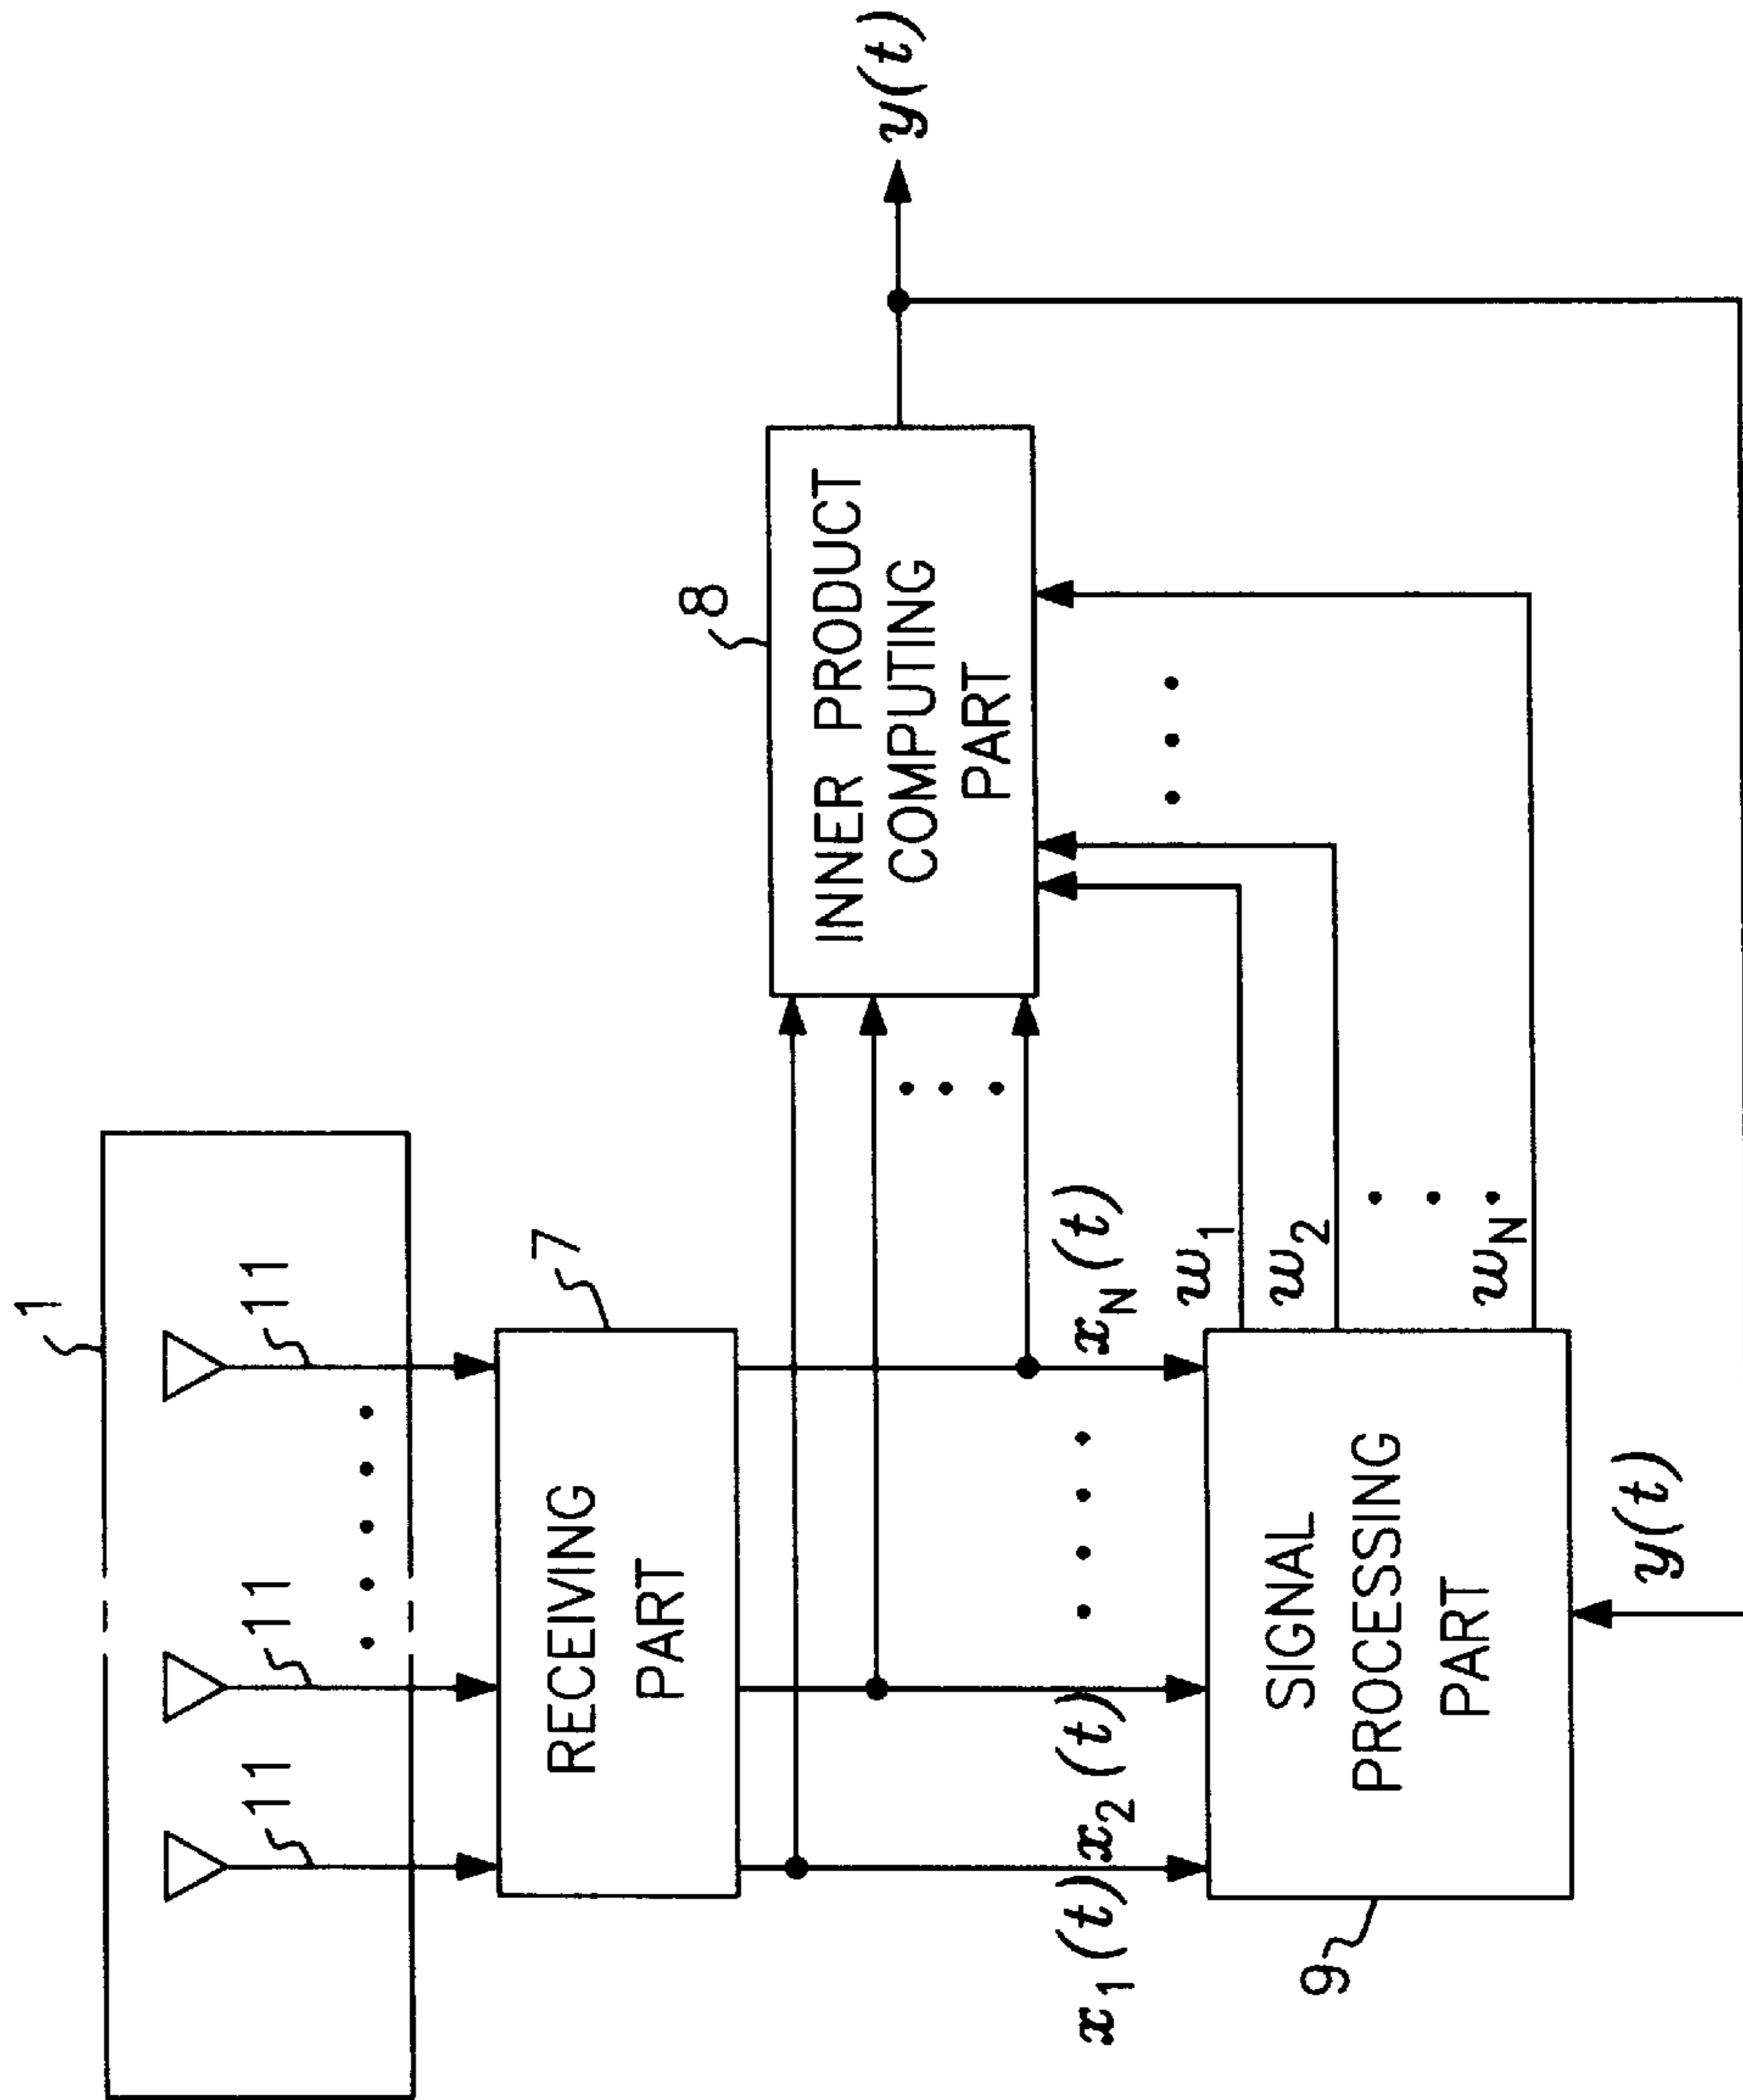 1
11
11
11
7
RECEIVING
PART
8
INNER PRODUCT
COMPUTING
PART
y(t)
x1(t)
x2(t)
xN(t)
w1
w2
wN
9
SIGNAL
PROCESSING
PART
y(t)